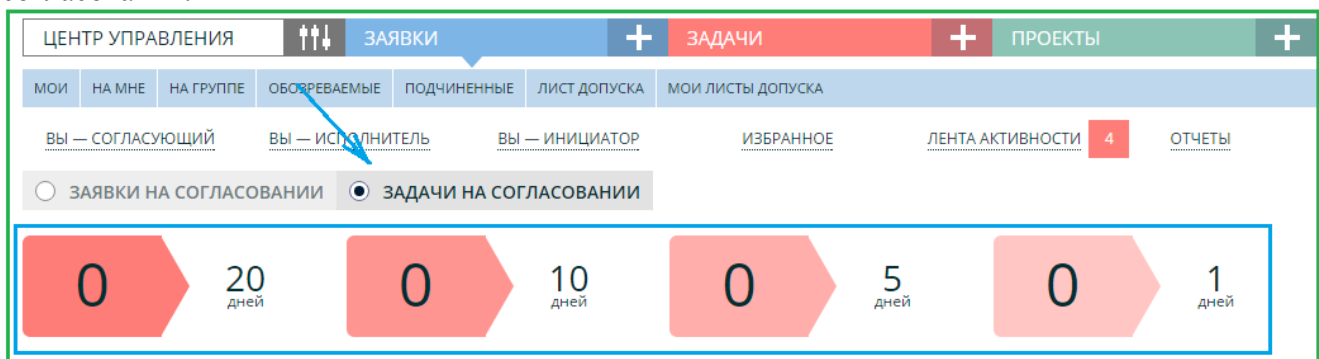 ЦЕНТР УПРАВЛЕНИЯ ЗАЯВКИ ЗАДАЧИ ПРОЕКТЫ
МОИ НА МНЕ НА ГРУППЕ ОБОЗРЕВАЕМЫЕ ПОДЧИНЕННЫЕ ЛИСТ ДОПУСКА МОИ ЛИСТЫ ДОПУСКА
ВЫ — СОГЛАСУЮЩИЙ ВЫ — ИСПОЛНИТЕЛЬ ВЫ — ИНИЦИАТОР ИЗБРАННОЕ ЛЕНТА АКТИВНОСТИ 4 ОТЧЕТЫ
ЗАЯВКИ НА СОГЛАСОВАНИИ ЗАДАЧИ НА СОГЛАСОВАНИИ
0 20 0 10 0 5 0 1
дней дней дней дней